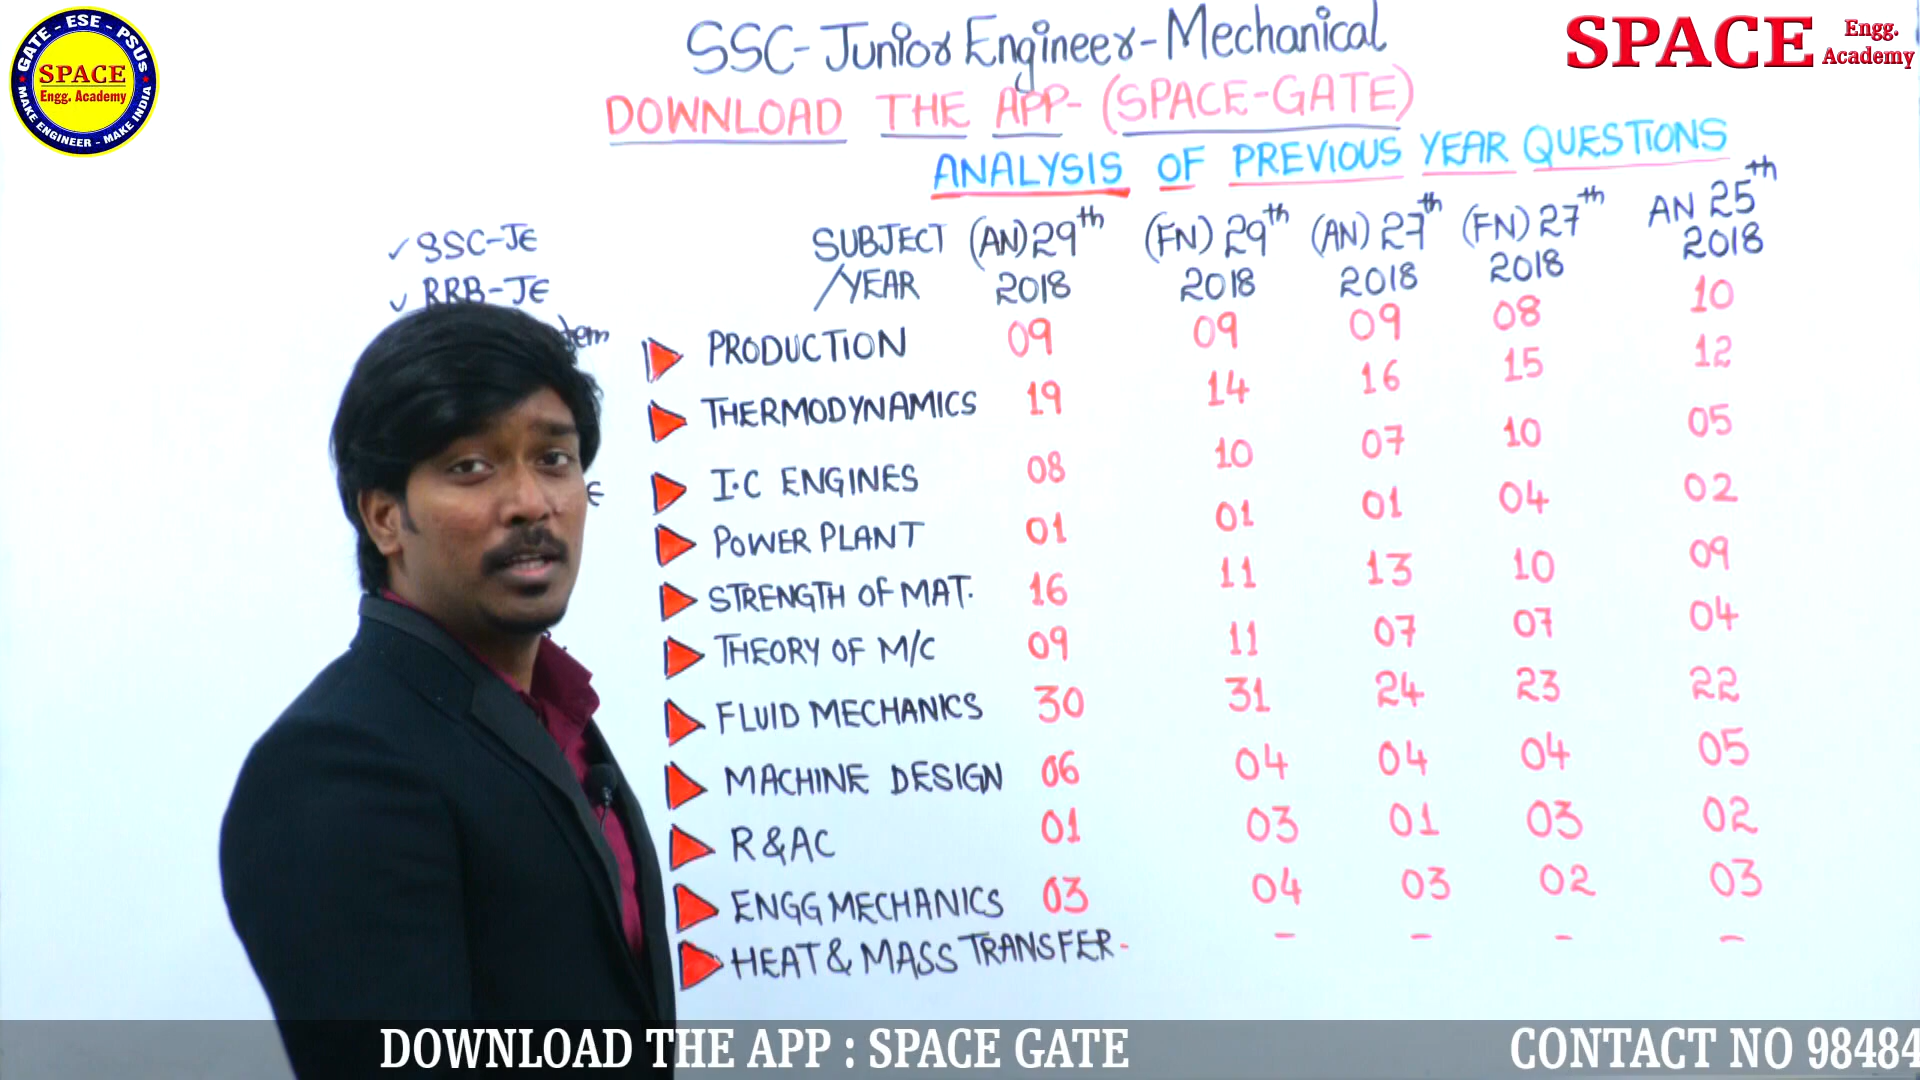 GATE - ESE - PSUs
SPACE
Engg. Academy
MAKE ENGINEER - MAKE INDIA
SPACE Engg. Academy
SSC-Junior Engineer-Mechanical
DOWNLOAD THE APP- (SPACE-GATE)
ANALYSIS OF PREVIOUS YEAR QUESTIONS
✓ SSC-JE
✓ RRB-JE
SUBJECT /YEAR (AN) 29th 2018 (FN) 29th 2018 (AN) 27th 2018 (FN) 27th 2018 AN 25th 2018
PRODUCTION 09 09 09 08 10
THERMODYNAMICS 19 14 16 15 12
I.C ENGINES 08 10 07 10 05
POWER PLANT 01 01 01 04 02
STRENGTH OF MAT. 16 11 13 10 09
THEORY OF M/C 09 11 07 07 04
FLUID MECHANICS 30 31 24 23 22
MACHINE DESIGN 06 04 04 04 05
R&AC 01 03 01 03 02
ENGG MECHANICS 03 04 03 02 03
HEAT & MASS TRANSFER - - - - -
DOWNLOAD THE APP : SPACE GATE CONTACT NO 98484